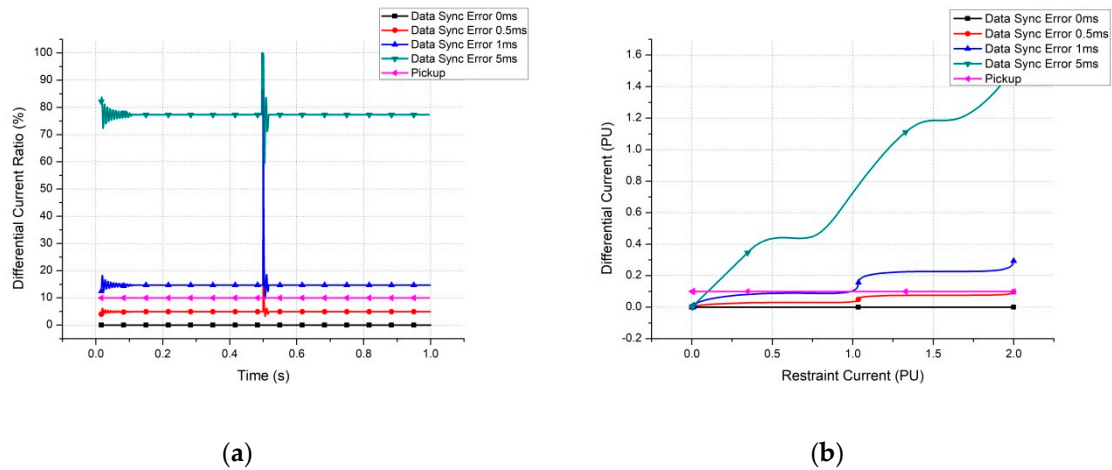 Data Sync Error 0ms
Data Sync Error 0.5ms
Data Sync Error 1ms
Data Sync Error 5ms
Pickup
100
90
80
70
60
50
40
30
20
10
0
Differential Current Ratio (%)
0.0 0.2 0.4 0.6 0.8 1.0
Time (s)
(a)
Data Sync Error 0ms
Data Sync Error 0.5ms
Data Sync Error 1ms
Data Sync Error 5ms
Pickup
1.6
1.4
1.2
1.0
0.8
0.6
0.4
0.2
0.0
-0.2
Differential Current (PU)
0.0 0.5 1.0 1.5 2.0
Restraint Current (PU)
(b)